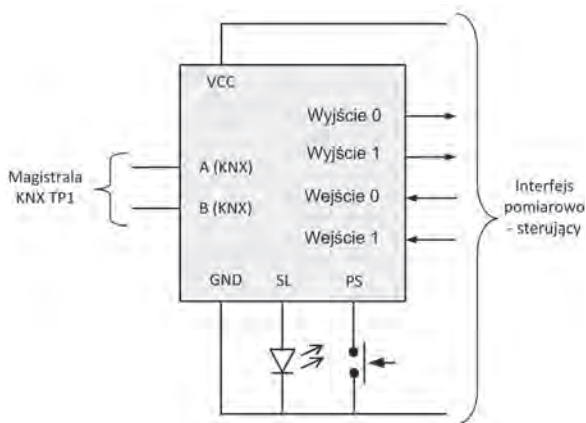 VCC
Wyjście 0
Wyjście 1
Wejście 0
Wejście 1
A (KNX)
B (KNX)
GND SL PS
Magistrala
KNX TP1
Interfejs
pomiarowo
- sterujący